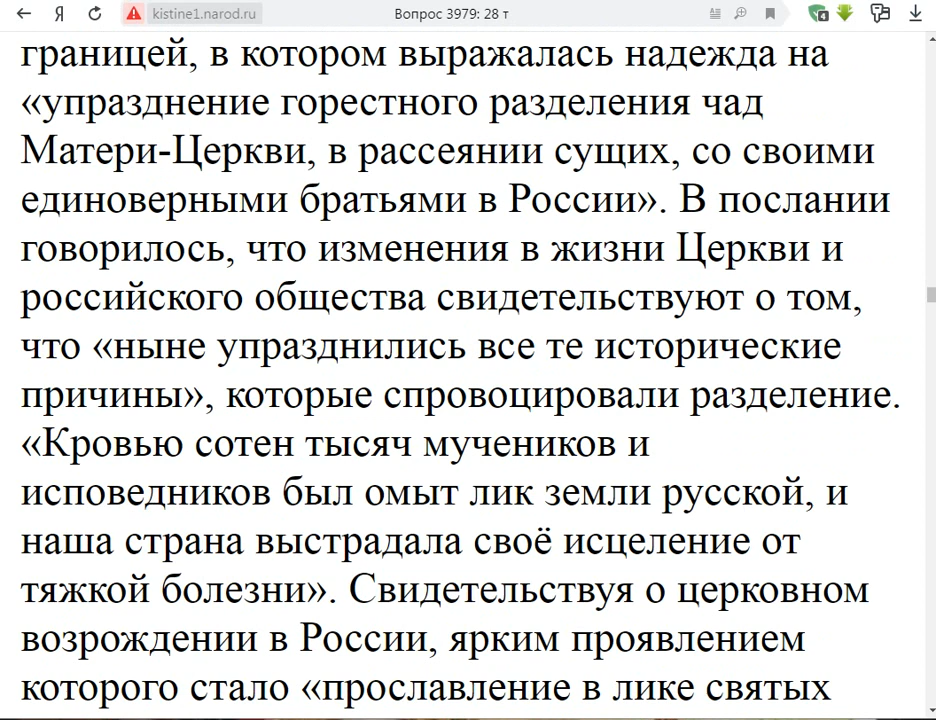 Я kistine1.narod.ru Вопрос 3979: 28 т 4
границей, в котором выражалась надежда на
«упразднение горестного разделения чад
Матери-Церкви, в рассеянии сущих, со своими
единоверными братьями в России». В послании
говорилось, что изменения в жизни Церкви и
российского общества свидетельствуют о том,
что «ныне упразднились все те исторические
причины», которые спровоцировали разделение.
«Кровью сотен тысяч мучеников и
исповедников был омыт лик земли русской, и
наша страна выстрадала своё исцеление от
тяжкой болезни». Свидетельствуя о церковном
возрождении в России, ярким проявлением
которого стало «прославление в лике святых